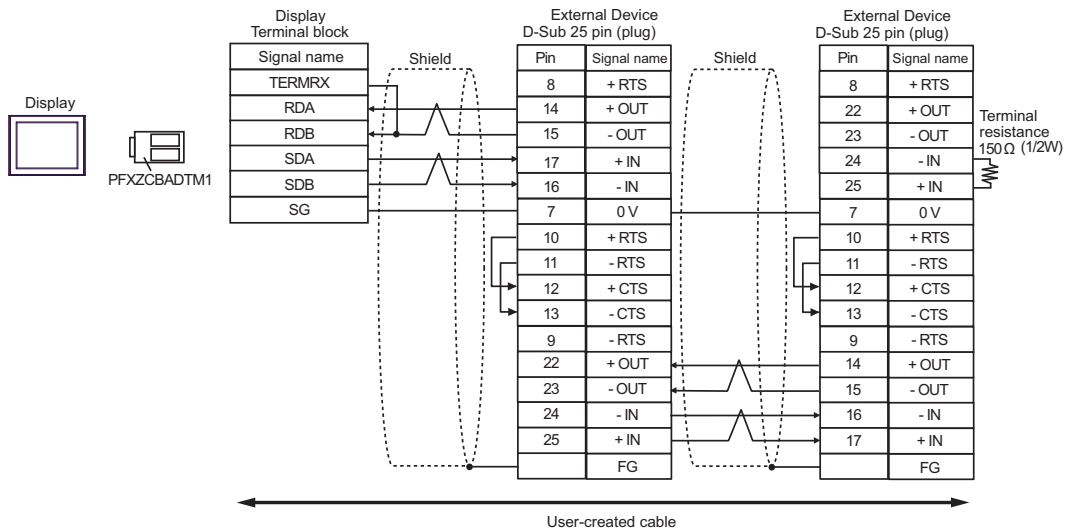 Display
PFXZCBADTM1
Display
Terminal block
Signal name
TERMRX
RDA
RDB
SDA
SDB
SG
Shield
External Device
D-Sub 25 pin (plug)
Pin Signal name
8 + RTS
14 + OUT
15 - OUT
17 + IN
16 - IN
7 0 V
10 + RTS
11 - RTS
12 + CTS
13 - CTS
9 - RTS
22 + OUT
23 - OUT
24 - IN
25 + IN
FG
Shield
External Device
D-Sub 25 pin (plug)
Pin Signal name
8 + RTS
22 + OUT
23 - OUT
24 - IN
25 + IN
7 0 V
10 + RTS
11 - RTS
12 + CTS
13 - CTS
9 - RTS
14 + OUT
15 - OUT
16 - IN
17 + IN
FG
Terminal
resistance
150Ω (1/2W)
User-created cable